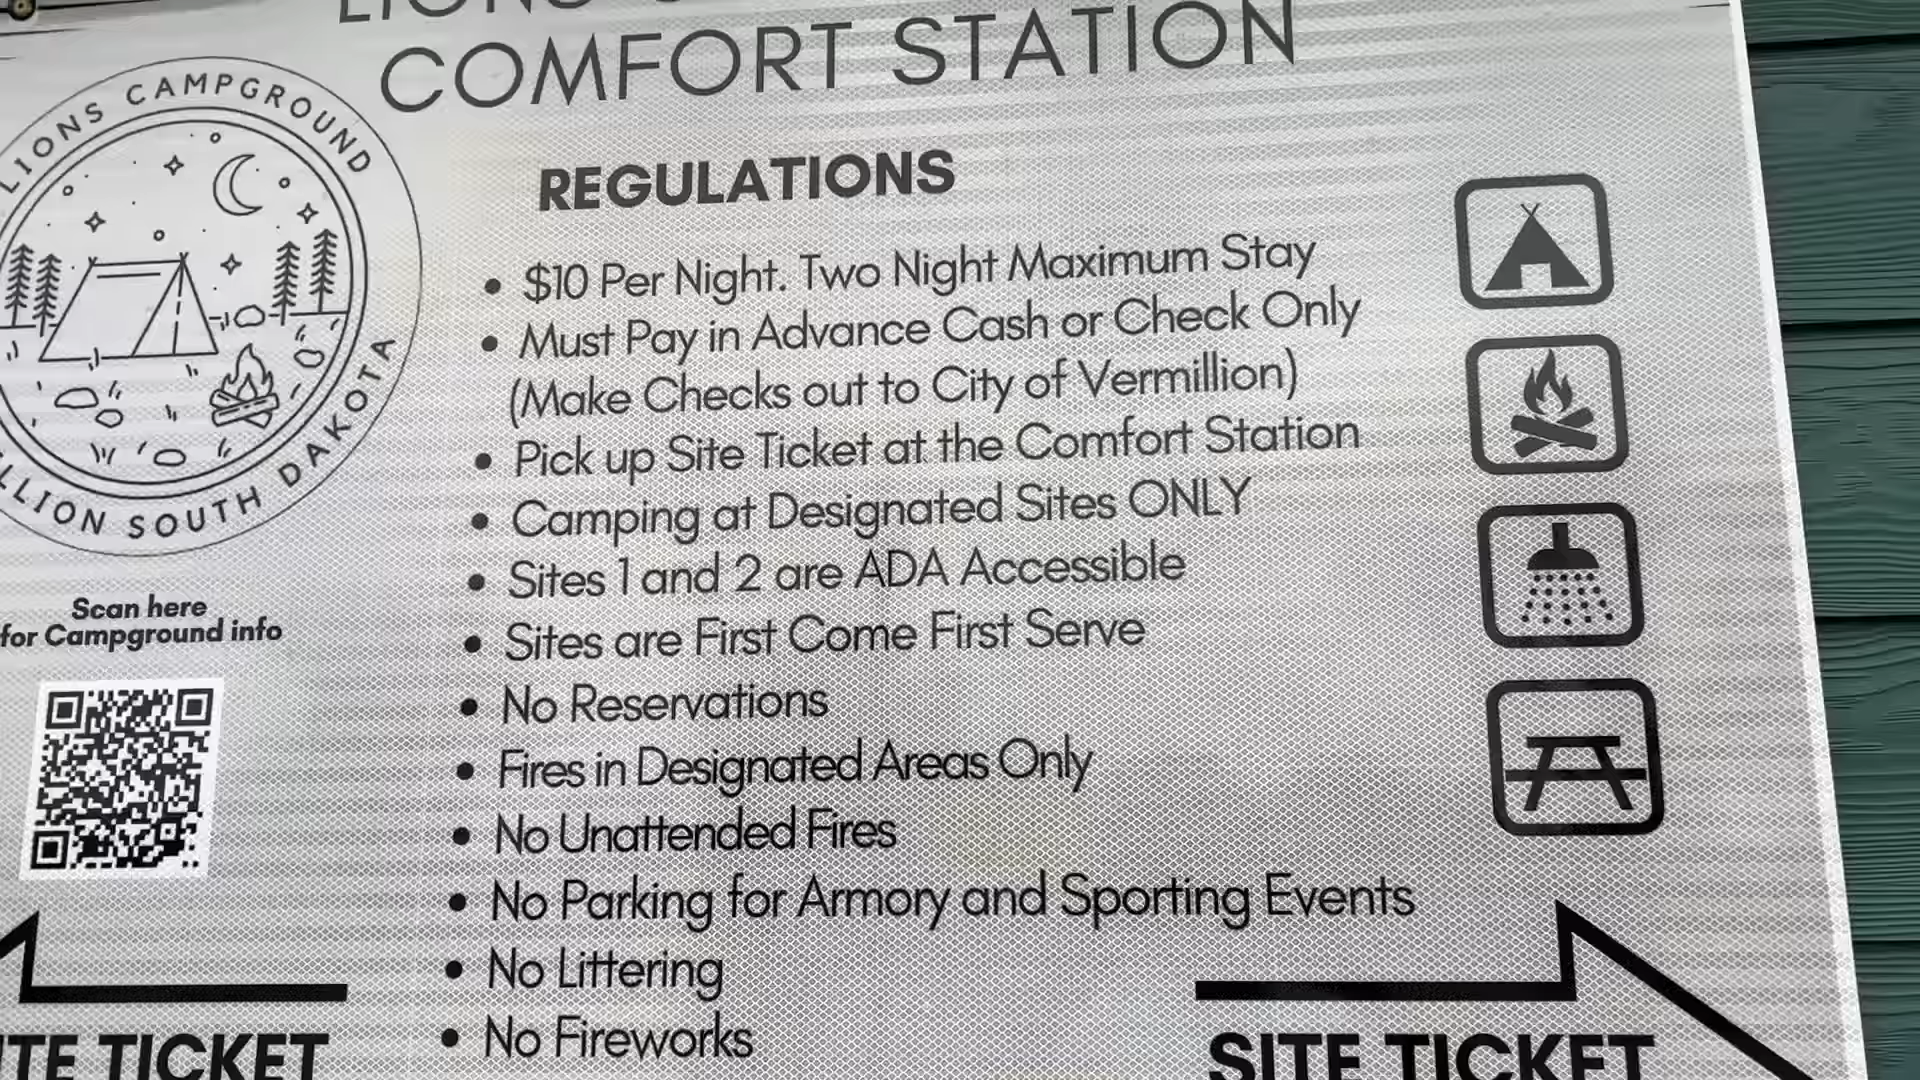 LIONS
COMFORT STATION
LIONS CAMPGROUND
SOUTH DAKOTA
REGULATIONS
• $10 Per Night. Two Night Maximum Stay
• Must Pay in Advance Cash or Check Only
(Make Checks out to City of Vermillion)
• Pick up Site Ticket at the Comfort Station
• Camping at Designated Sites ONLY
• Sites 1 and 2 are ADA Accessible
• Sites are First Come First Serve
• No Reservations
• Fires in Designated Areas Only
• No Unattended Fires
• No Parking for Armory and Sporting Events
• No Littering
• No Fireworks
Scan here
for Campground info
TICKET
SITE TICKET